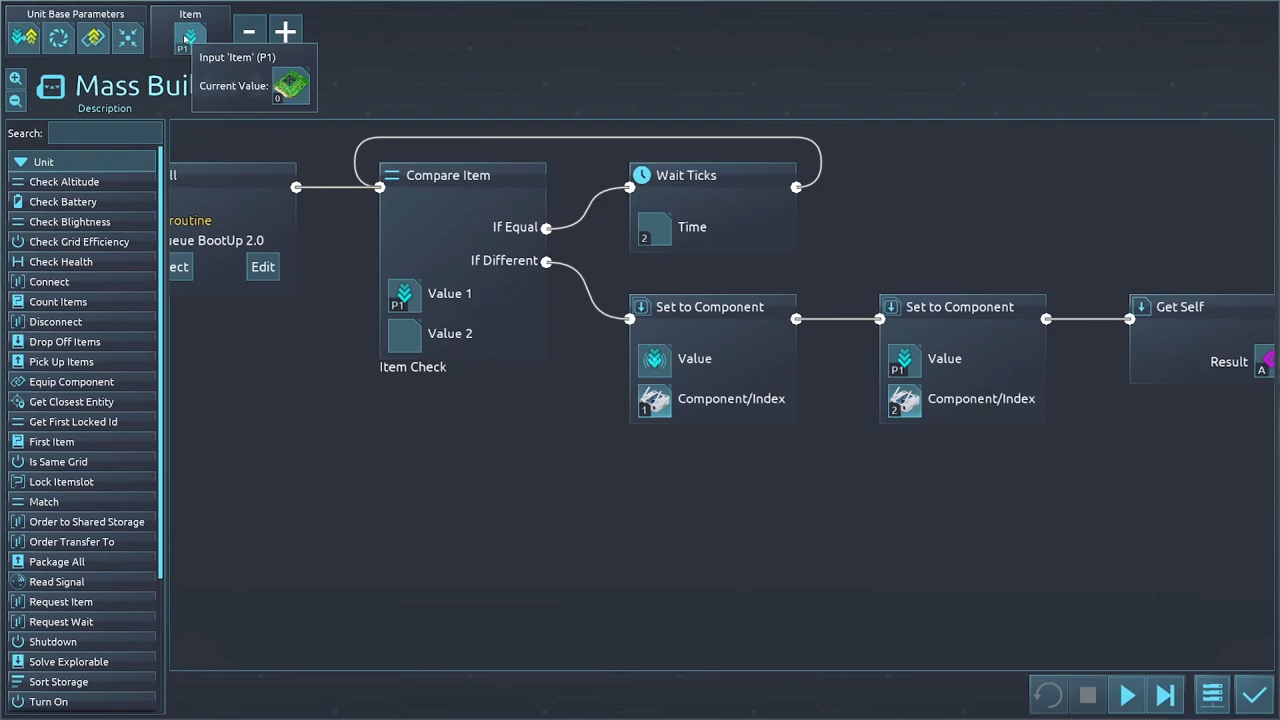 Unit Base Parameters
Item
P1
-
+
Input 'Item' (P1)
Current Value:
0
Mass Buil
Description
Search:
Unit
Check Altitude
Check Battery
Check Blightness
Check Grid Efficiency
Check Health
Connect
Count Items
Disconnect
Drop Off Items
Pick Up Items
Equip Component
Get Closest Entity
Get First Locked Id
First Item
Is Same Grid
Lock Itemslot
Match
Order to Shared Storage
Order Transfer To
Package All
Read Signal
Request Item
Request Wait
Shutdown
Solve Explorable
Sort Storage
Turn On
ll
routine
ueue BootUp 2.0
ect
Edit
Compare Item
If Equal
If Different
P1
Value 1
Value 2
Item Check
Wait Ticks
2
Time
Set to Component
Value
1
Component/Index
Set to Component
P1
Value
2
Component/Index
Get Self
Result
A